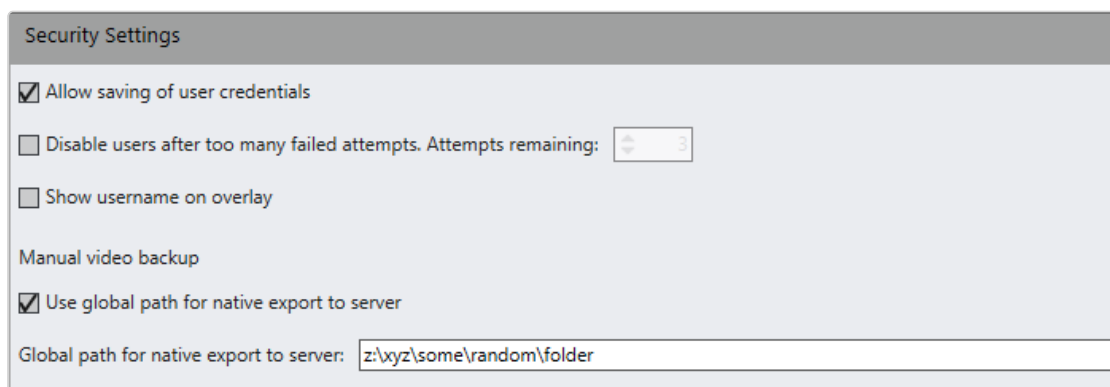 Security Settings
Allow saving of user credentials
Disable users after too many failed attempts. Attempts remaining: 3
Show username on overlay
Manual video backup
Use global path for native export to server
Global path for native export to server: z:\xyz\some\random\folder